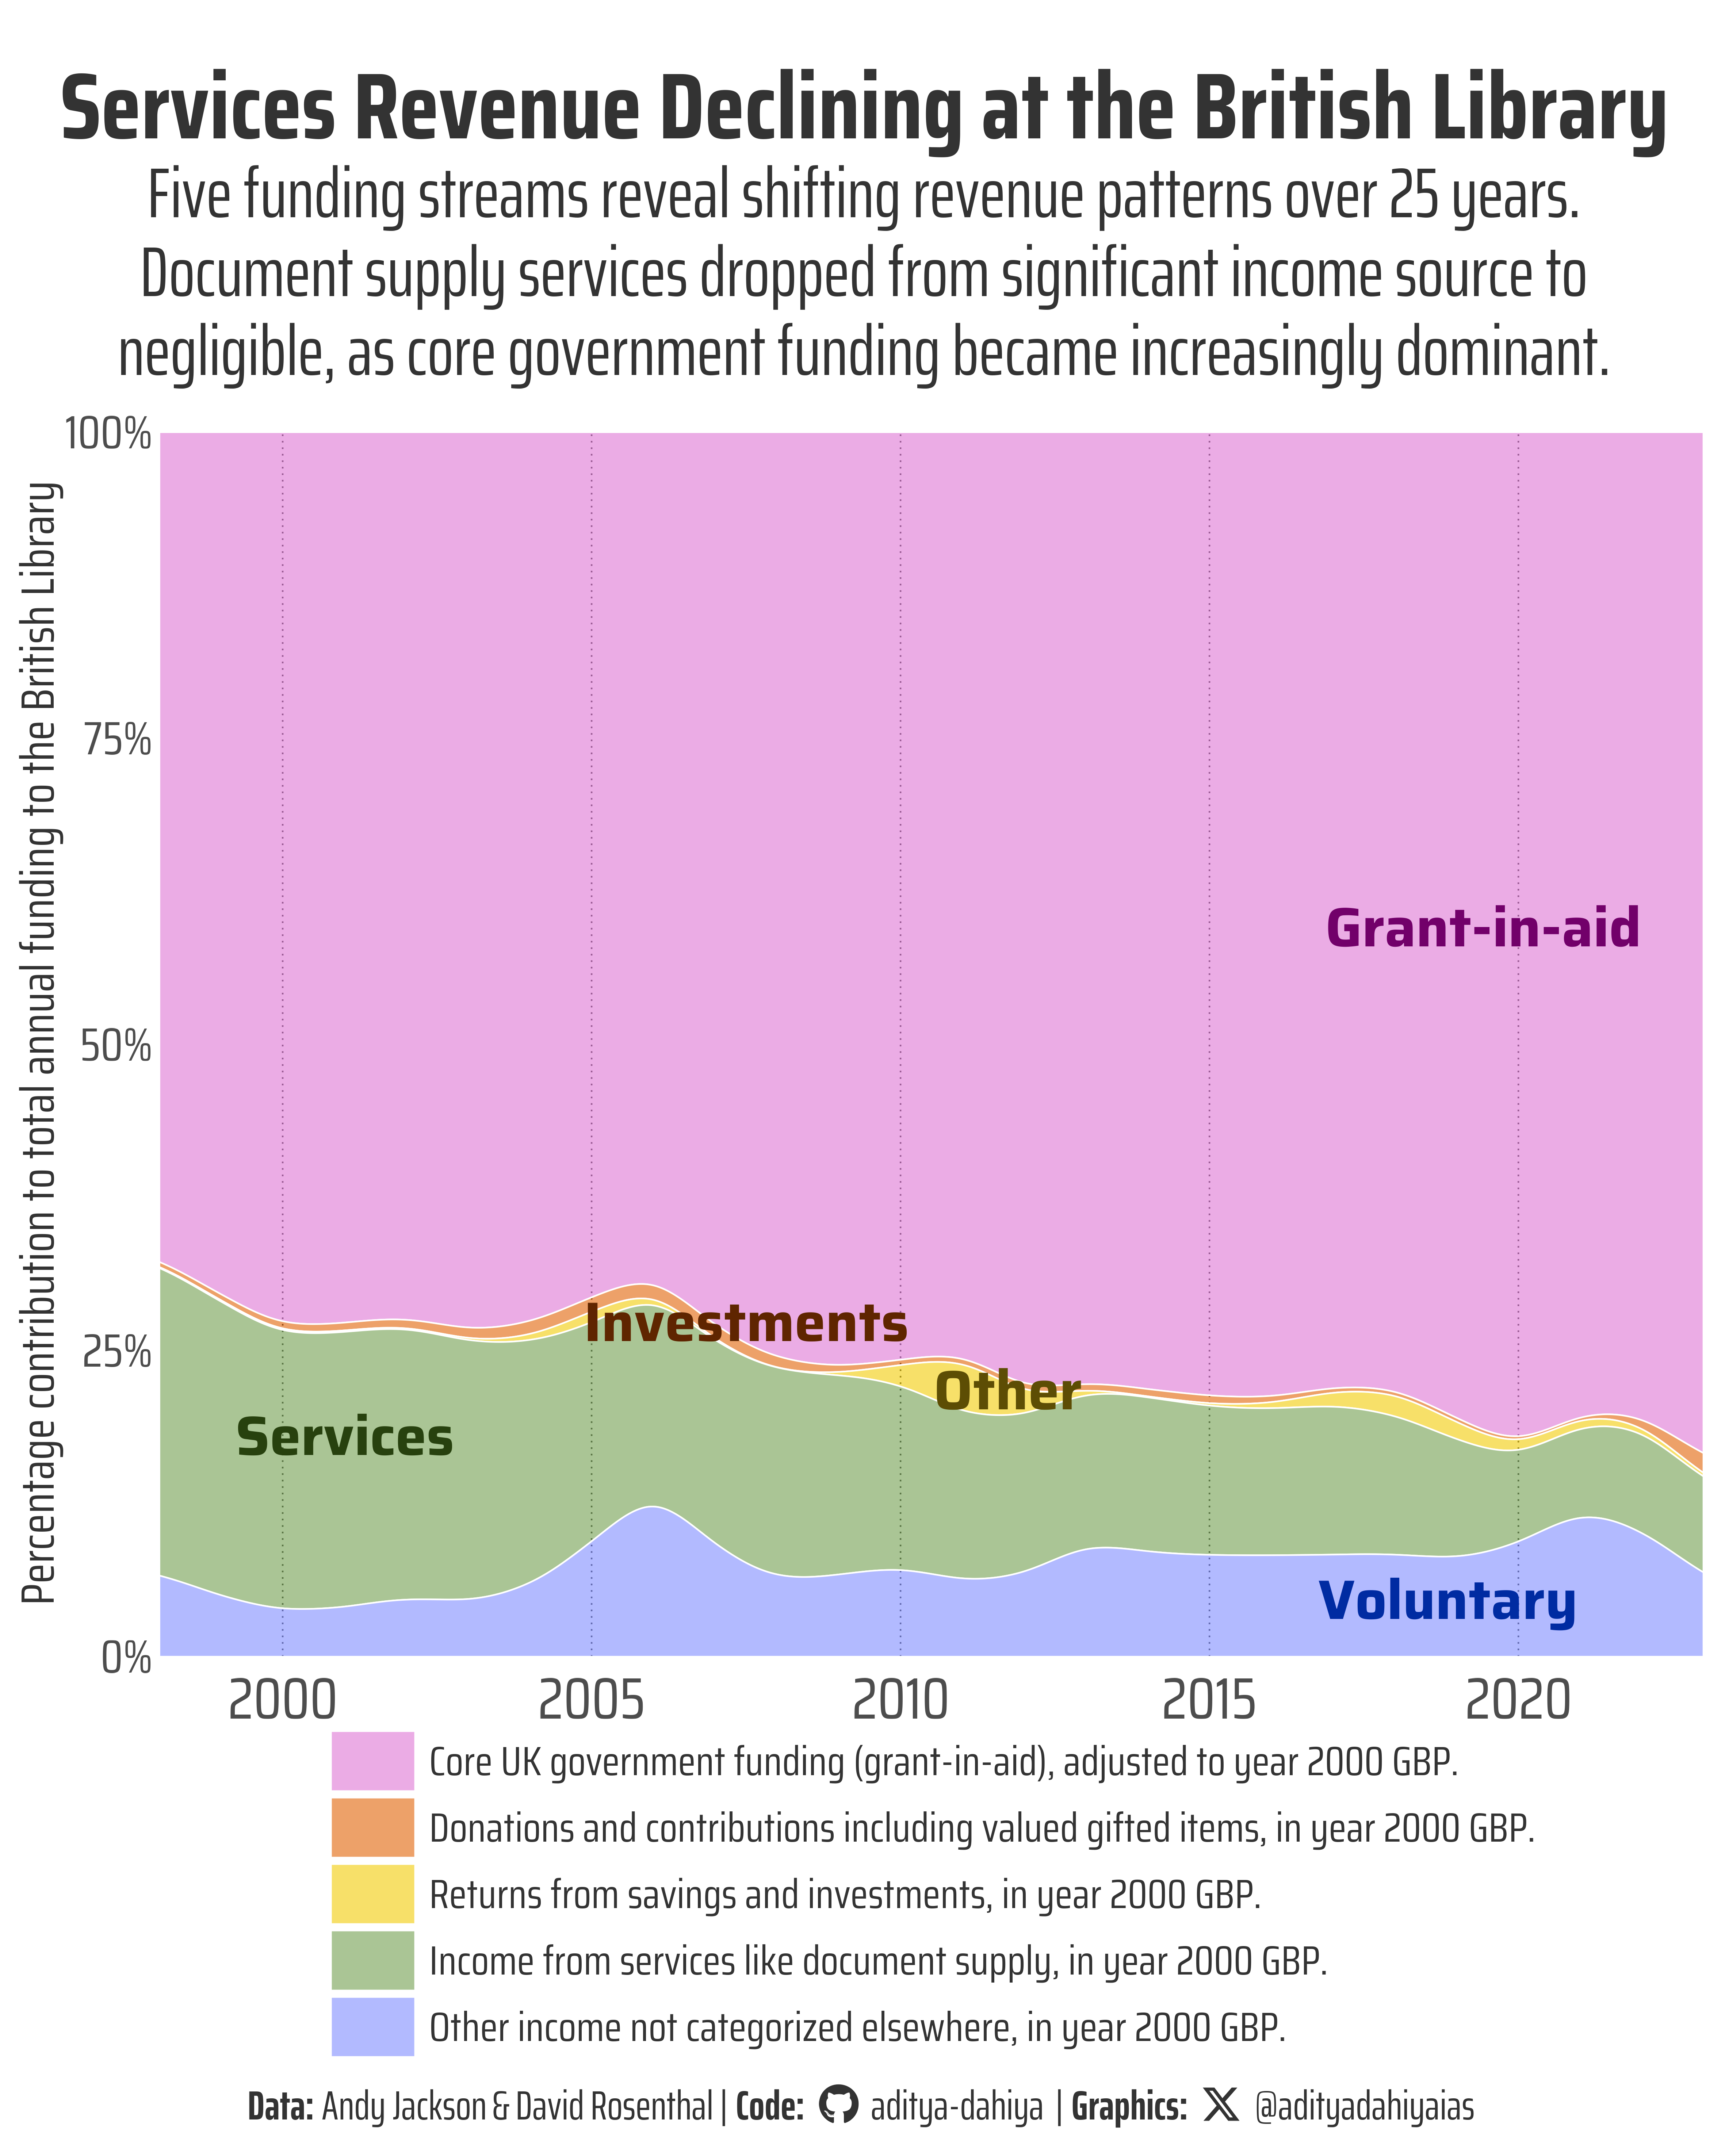 Services Revenue Declining at the British Library
Five funding streams reveal shifting revenue patterns over 25 years.
Document supply services dropped from significant income source to
negligible, as core government funding became increasingly dominant.
Percentage contribution to total annual funding to the British Library
100%
75%
50%
25%
0%
Grant-in-aid
Investments
Other
Services
Voluntary
2000
2005
2010
2015
2020
Core UK government funding (grant-in-aid), adjusted to year 2000 GBP.
Donations and contributions including valued gifted items, in year 2000 GBP.
Returns from savings and investments, in year 2000 GBP.
Income from services like document supply, in year 2000 GBP.
Other income not categorized elsewhere, in year 2000 GBP.
Data: Andy Jackson & David Rosenthal | Code: aditya-dahiya | Graphics: @adityadahiyaias